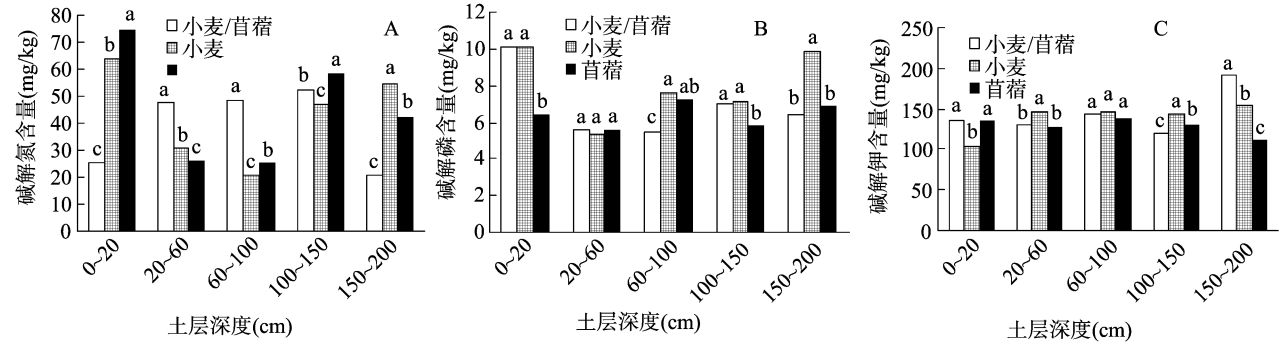 碱解氮含量(mg/kg)
80
70
60
50
40
30
20
10
0
小麦/苜蓿
小麦
A
c b a
a b c
a c b
b c a
c a b
0~20
20~60
60~100
100~150
150~200
土层深度(cm)
碱解磷含量(mg/kg)
12
10
8
6
4
2
0
小麦/苜蓿
小麦
苜蓿
B
a a b
a a a
c a ab
a a b
b a b
0~20
20~60
60~100
100~150
150~200
土层深度(cm)
碱解钾含量(mg/kg)
250
200
150
100
50
0
小麦/苜蓿
小麦
苜蓿
C
a b a
b a b
a a a
c a b
a b c
0~20
20~60
60~100
100~150
150~200
土层深度(cm)